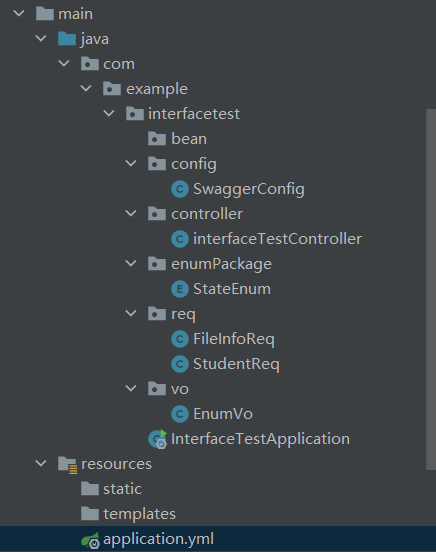 main
java
com
example
interfacetest
bean
config
SwaggerConfig
controller
interfaceTestController
enumPackage
StateEnum
req
FileInfoReq
StudentReq
vo
EnumVo
InterfaceTestApplication
resources
static
templates
application.yml